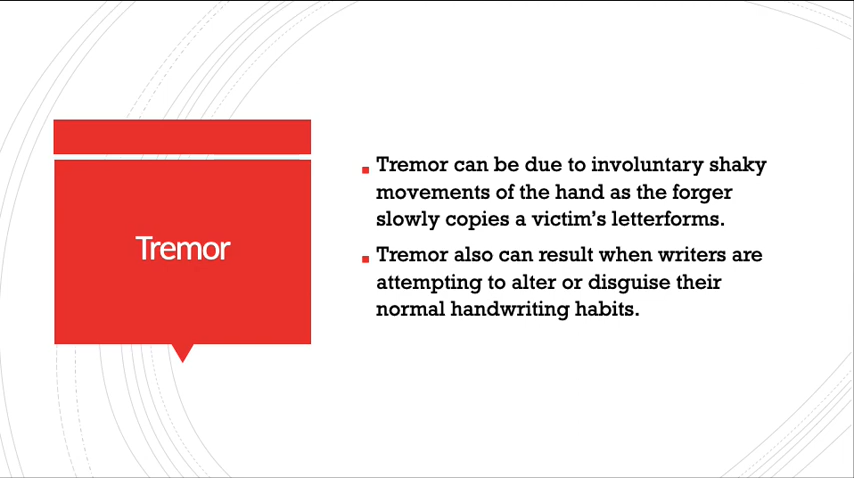 Tremor
Tremor can be due to involuntary shaky
movements of the hand as the forger
slowly copies a victim's letterforms.
Tremor also can result when writers are
attempting to alter or disguise their
normal handwriting habits.